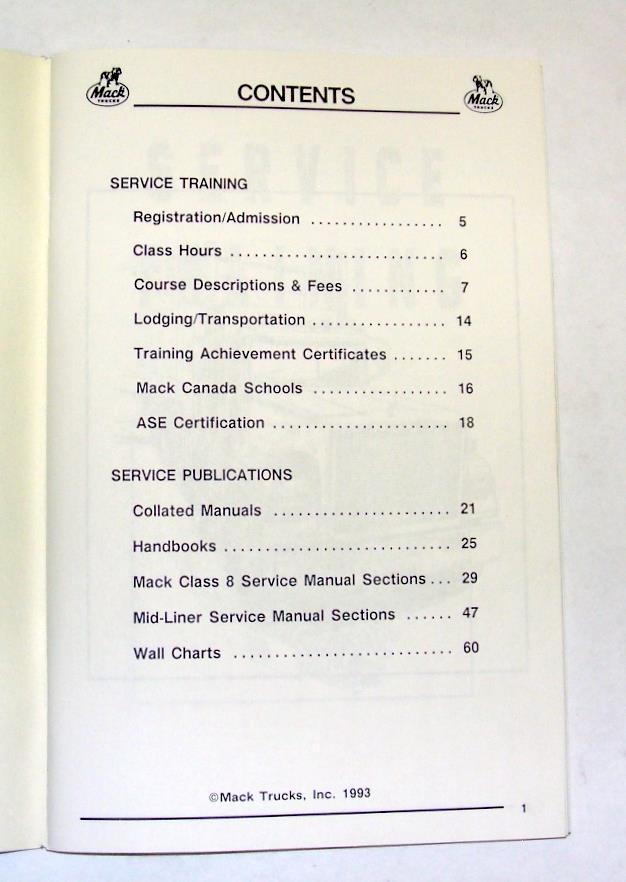 Mack
TRUCKS
CONTENTS
Mack
TRUCKS
SERVICE TRAINING
Registration/Admission ................. 5
Class Hours .......................... 6
Course Descriptions & Fees ............ 7
Lodging/Transportation ................. 14
Training Achievement Certificates ....... 15
Mack Canada Schools ................. 16
ASE Certification ...................... 18
SERVICE PUBLICATIONS
Collated Manuals ...................... 21
Handbooks ............................ 25
Mack Class 8 Service Manual Sections ... 29
Mid-Liner Service Manual Sections ...... 47
Wall Charts ........................... 60
©Mack Trucks, Inc. 1993
1